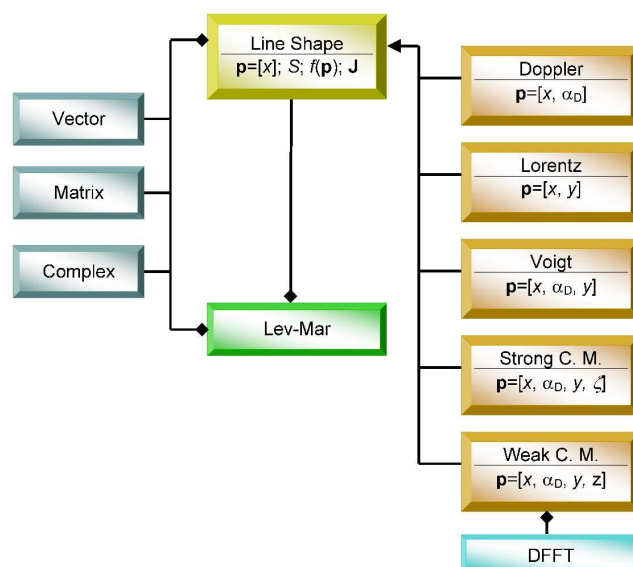 Line Shape
p=[x]; S; f(p); J
Vector
Matrix
Complex
Lev-Mar
Doppler
p=[x, αD]
Lorentz
p=[x, y]
Voigt
p=[x, αD, y]
Strong C. M.
p=[x, αD, y, ζ]
Weak C. M.
p=[x, αD, y, z]
DFFT